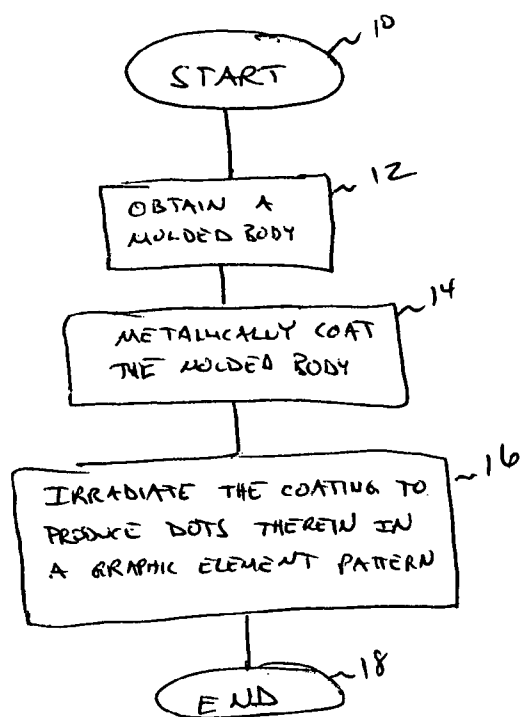 10
START
12
OBTAIN A
MOLDED BODY
14
METALLICALLY COAT
THE MOLDED BODY
16
IRRADIATE THE COATING TO
PRODUCE DOTS THEREIN IN
A GRAPHIC ELEMENT PATTERN
18
END